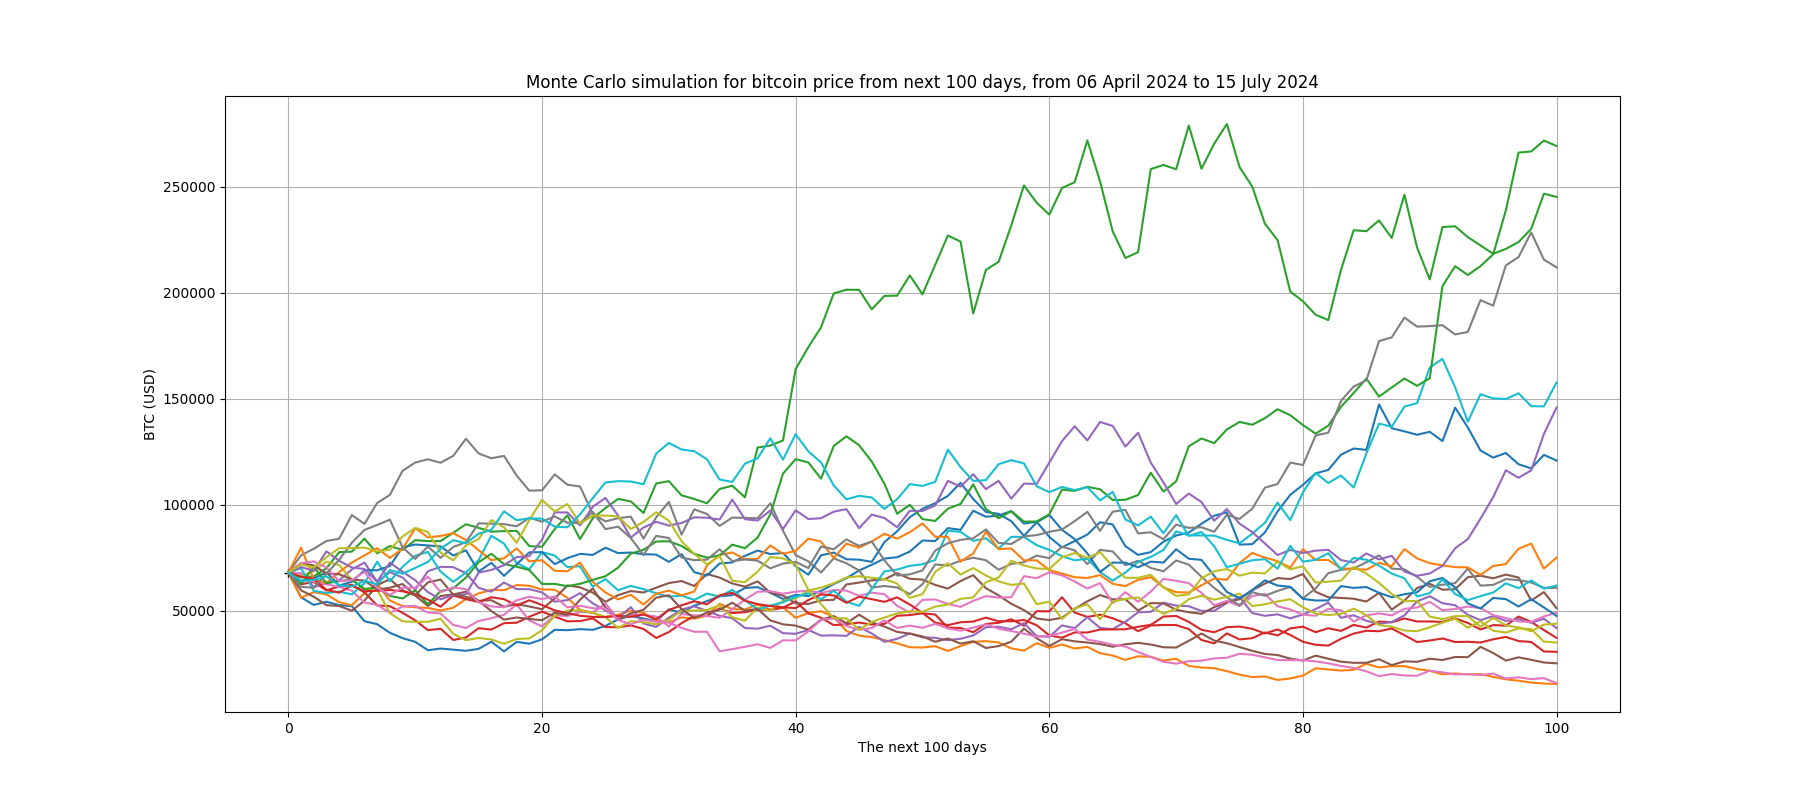 Monte Carlo simulation for bitcoin price from next 100 days, from 06 April 2024 to 15 July 2024
BTC (USD)
250000
200000
150000
100000
50000
0 20 40 60 80 100
The next 100 days